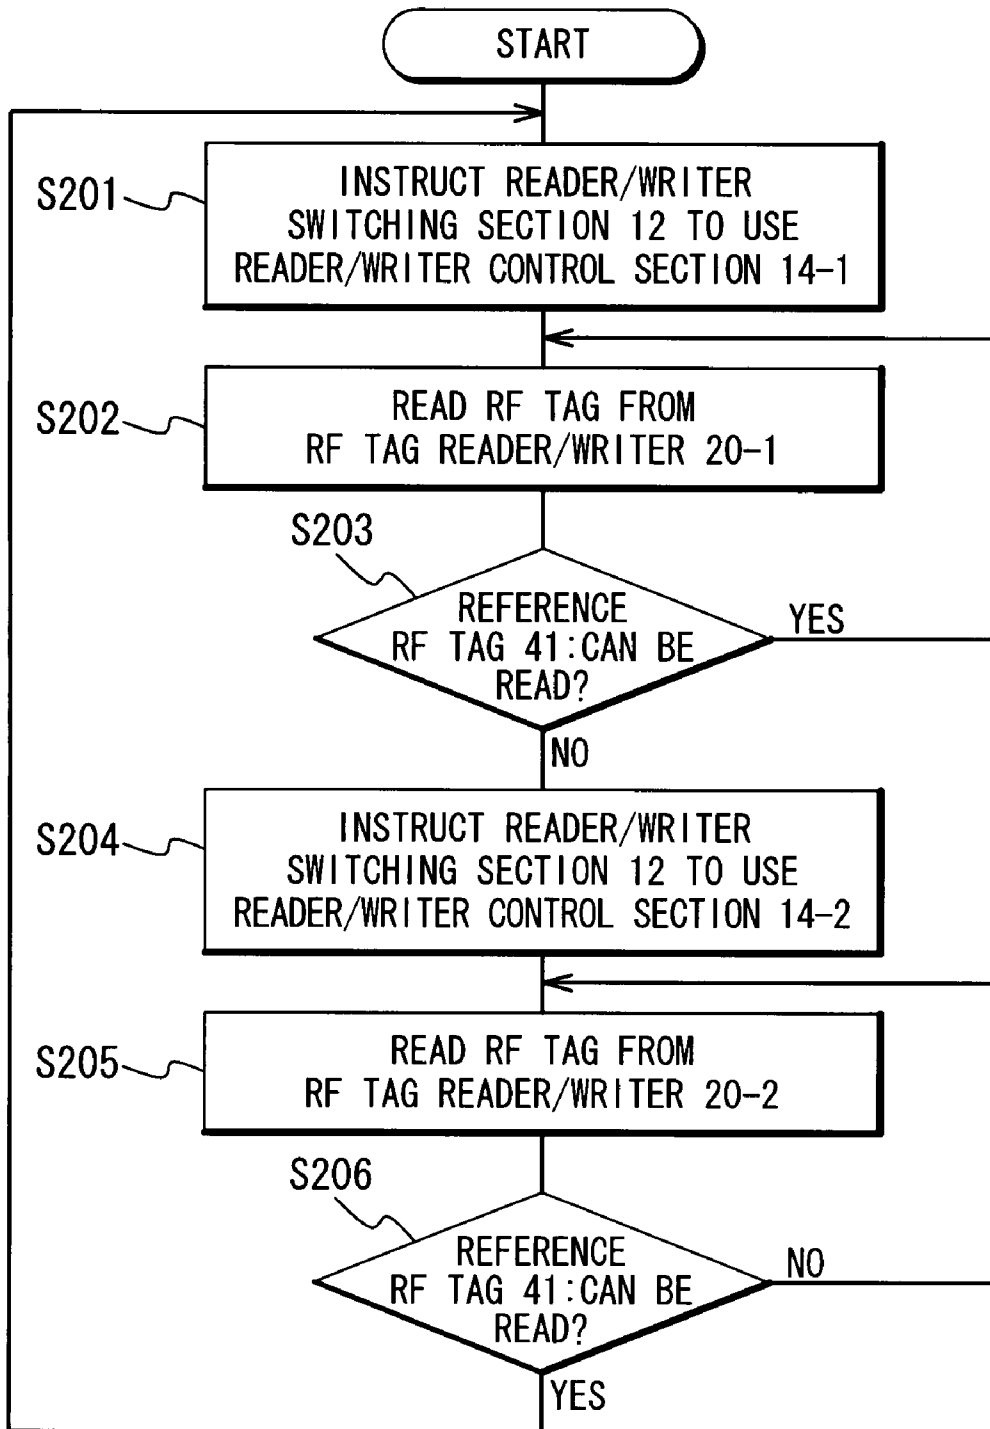 START
S201
INSTRUCT READER/WRITER
SWITCHING SECTION 12 TO USE
READER/WRITER CONTROL SECTION 14-1
S202
READ RF TAG FROM
RF TAG READER/WRITER 20-1
S203
REFERENCE
RF TAG 41:CAN BE
READ?
YES
NO
S204
INSTRUCT READER/WRITER
SWITCHING SECTION 12 TO USE
READER/WRITER CONTROL SECTION 14-2
S205
READ RF TAG FROM
RF TAG READER/WRITER 20-2
S206
REFERENCE
RF TAG 41:CAN BE
READ?
NO
YES